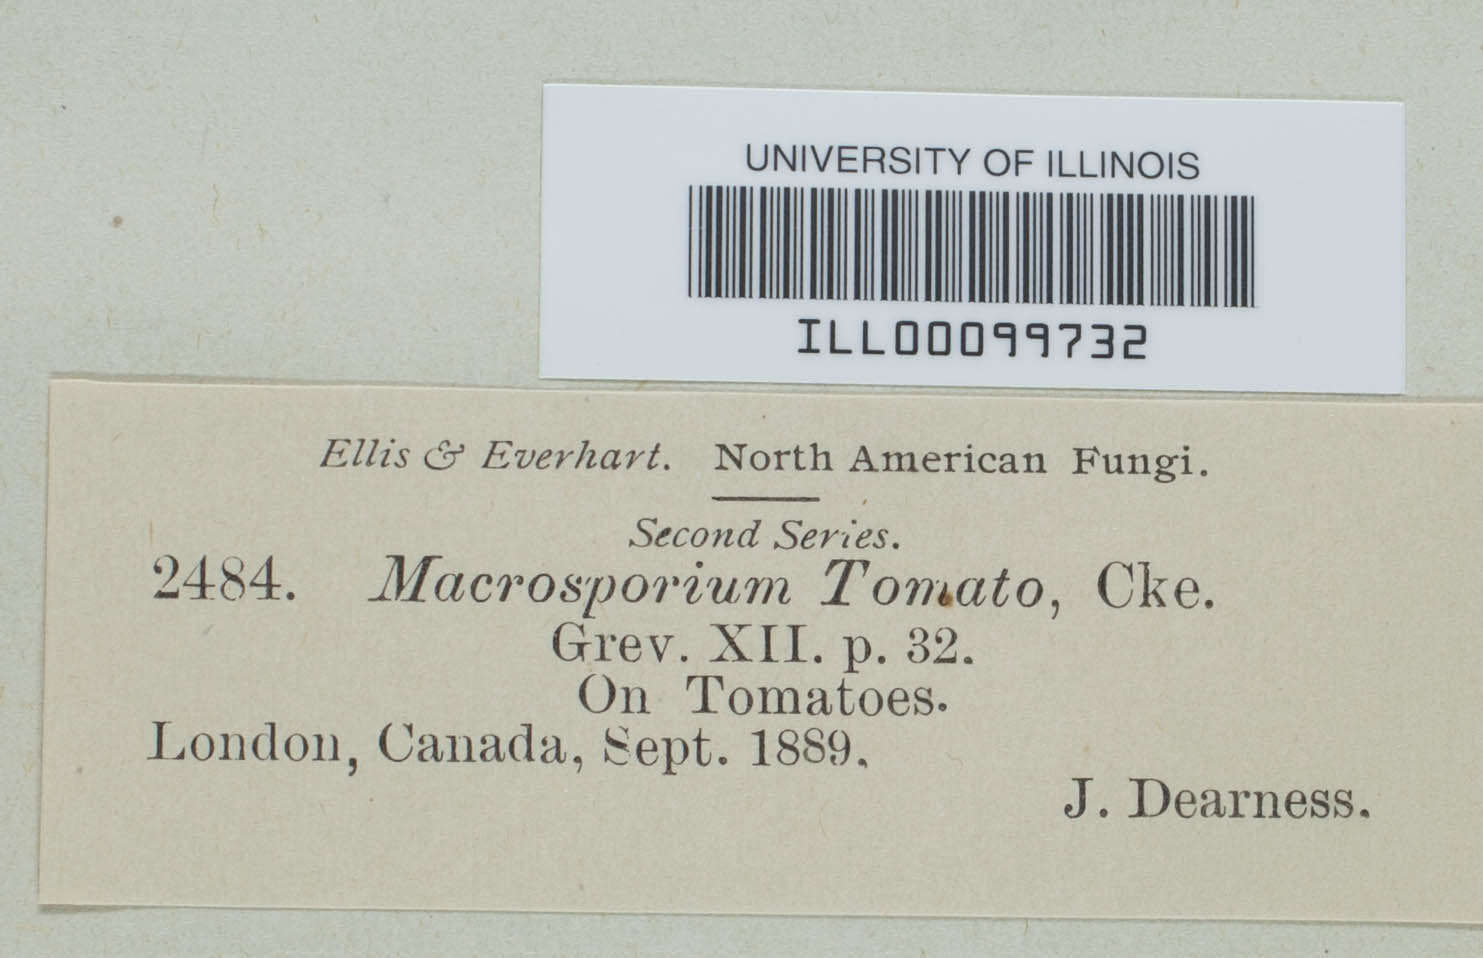 UNIVERSITY OF ILLINOIS
ILL00099732
Ellis & Everhart. North American Fungi.
Second Series.
2484. Macrosporium Tomato, Cke.
Grev. XII. p. 32.
On Tomatoes.
London, Canada, Sept. 1889.
J. Dearness.